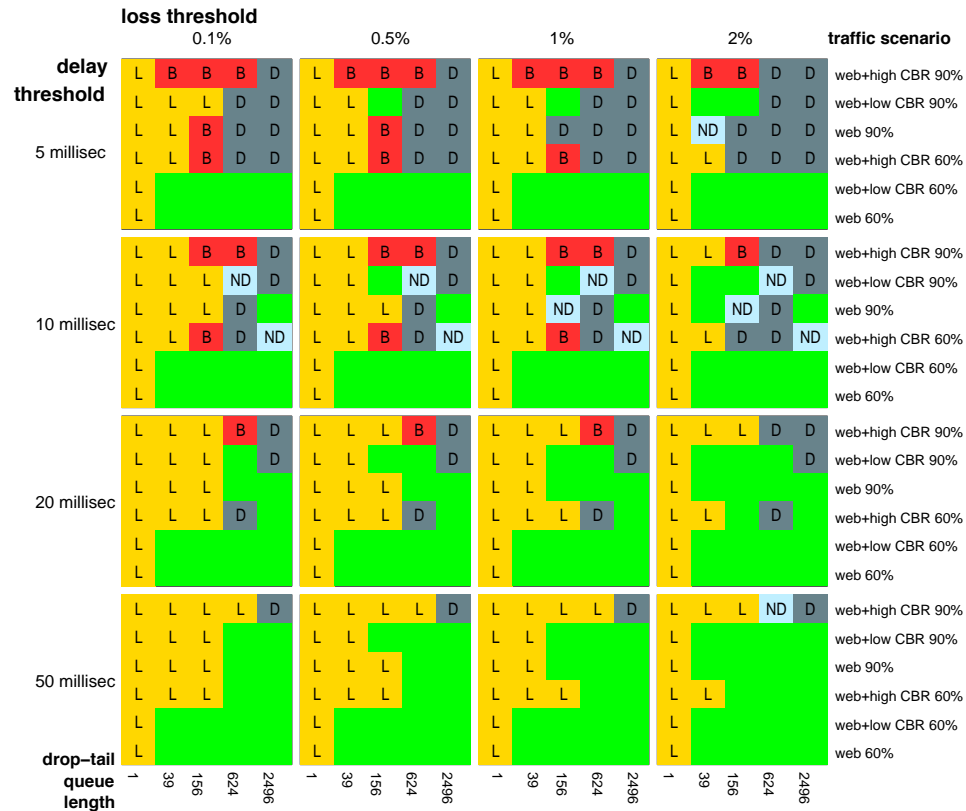 loss threshold
0.1% 0.5% 1% 2% traffic scenario
delay threshold
5 millisec
L B B B D L B B B D L B B B D L B B D D web+high CBR 90%
L L L D D L L D D L L D D L D D web+low CBR 90%
L L B D D L L B D D L L D D D L ND D D D web 90%
L L B D D L L B D D L L B D D L L D D D web+high CBR 60%
L L L L web+low CBR 60%
L L L L web 60%
10 millisec
L L B B D L L B B D L L B B D L L B D D web+high CBR 90%
L L L ND D L L ND D L L ND D L ND D web+low CBR 90%
L L L D L L L D L L ND D L ND D web 90%
L L B D ND L L B D ND L L B D ND L L D D ND web+high CBR 60%
L L L L web+low CBR 60%
L L L L web 60%
20 millisec
L L L B D L L L B D L L L B D L L L D D web+high CBR 90%
L L L D L L D L L D L D web+low CBR 90%
L L L L L L L L L web 90%
L L L D L L L D L L L D L L D web+high CBR 60%
L L L L web+low CBR 60%
L L L L web 60%
50 millisec
L L L L D L L L L D L L L L D L L L ND D web+high CBR 90%
L L L L L L L L web+low CBR 90%
L L L L L L L L L web 90%
L L L L L L L L L L L web+high CBR 60%
L L L L web+low CBR 60%
L L L L web 60%
drop–tail
queue
length
1 39 156 624 2496 1 39 156 624 2496 1 39 156 624 2496 1 39 156 624 2496